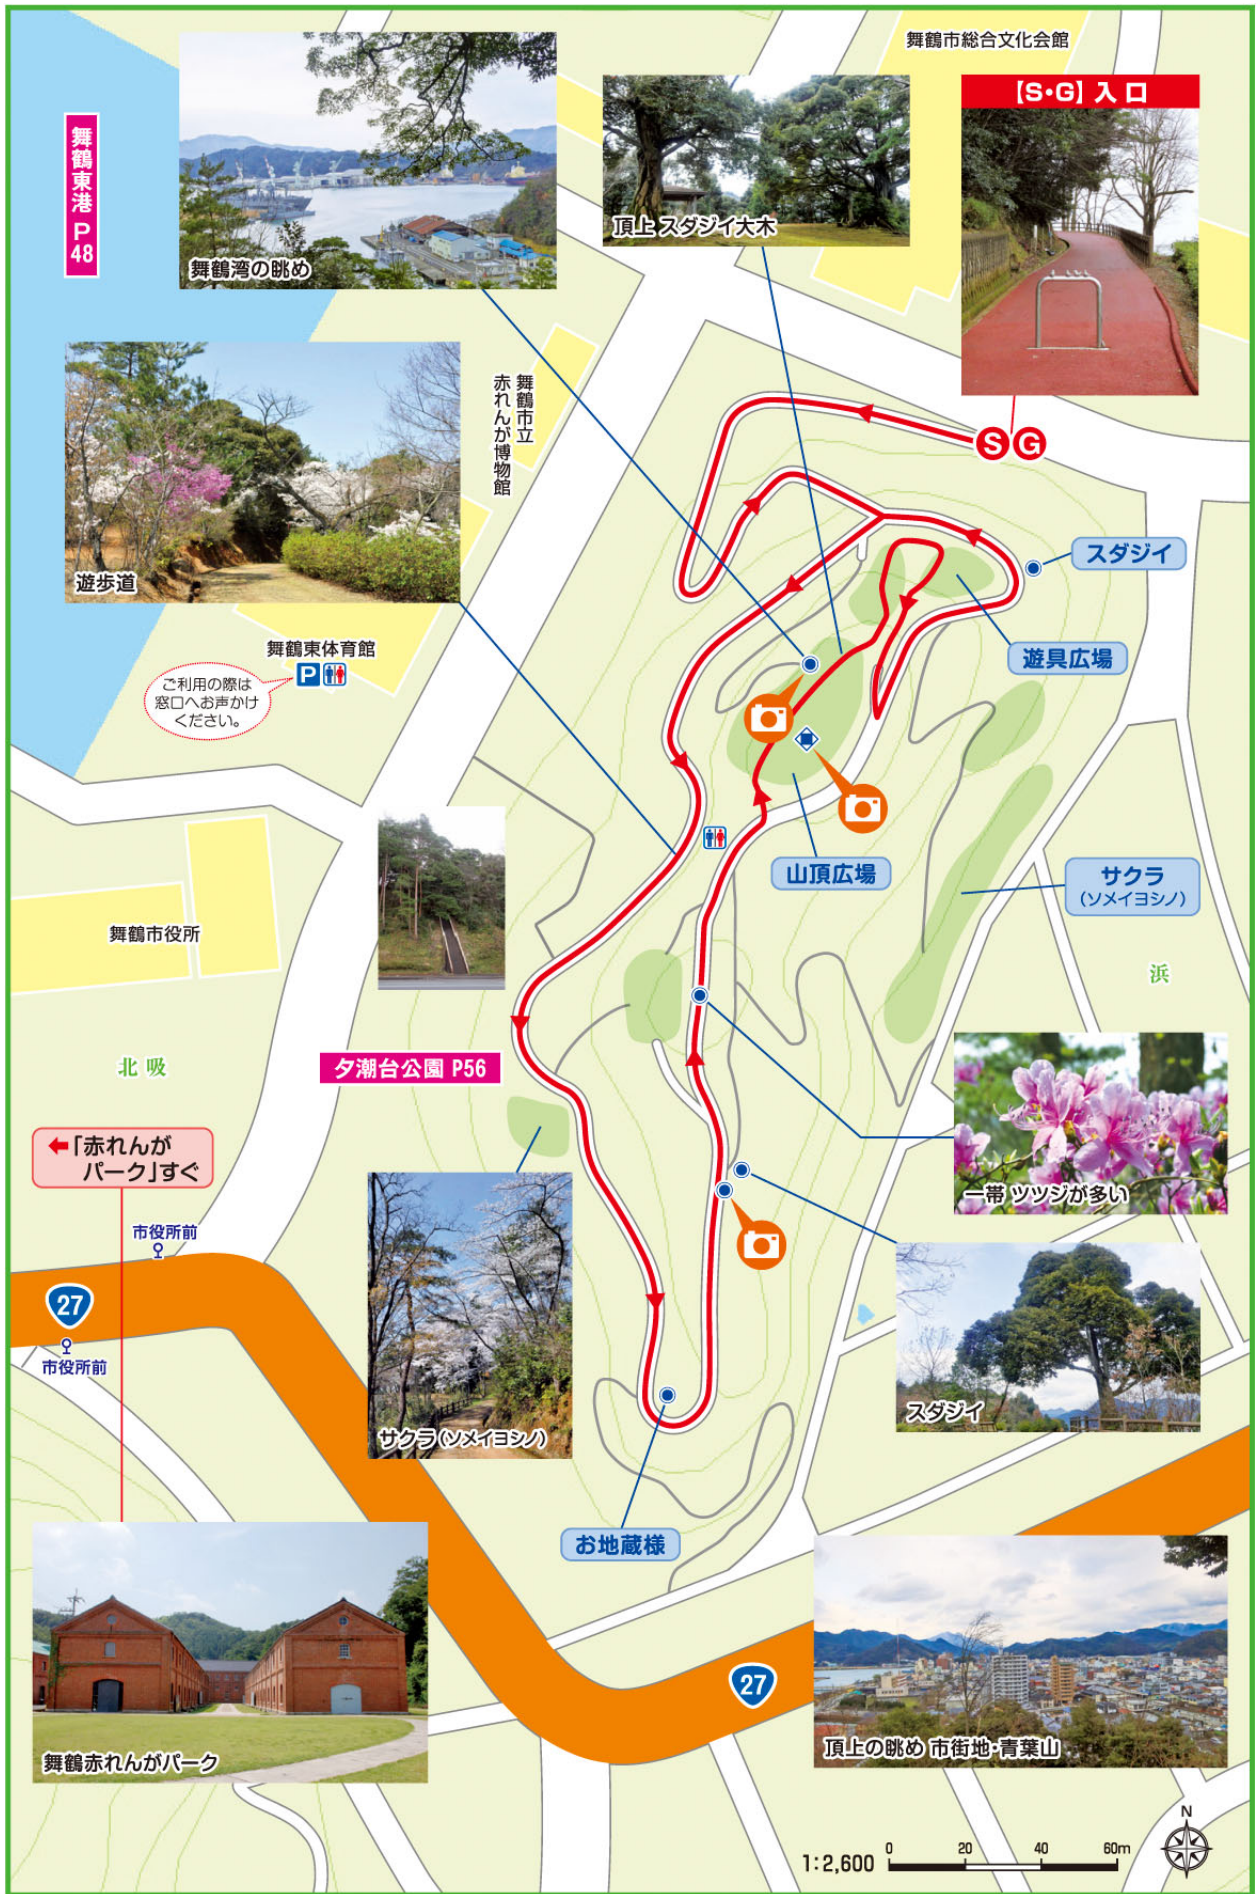 舞鶴市総合文化会館
【S・G】入口
舞鶴東港 P48
舞鶴湾の眺め
頂上 スダジイ大木
舞鶴市立
赤れんが博物館
S G
遊歩道
スダジイ
遊具広場
舞鶴東体育館
P
ご利用の際は
窓口へお声かけ
ください。
山頂広場
サクラ
(ソメイヨシノ)
舞鶴市役所
浜
北吸
夕潮台公園 P56
←「赤れんが
パーク」すぐ
一帯 ツツジが多い
市役所前
27
市役所前
スダジイ
サクラ(ソメイヨシノ)
お地蔵様
27
舞鶴赤れんがパーク
頂上の眺め 市街地・青葉山
N
1:2,600
0 20 40 60m